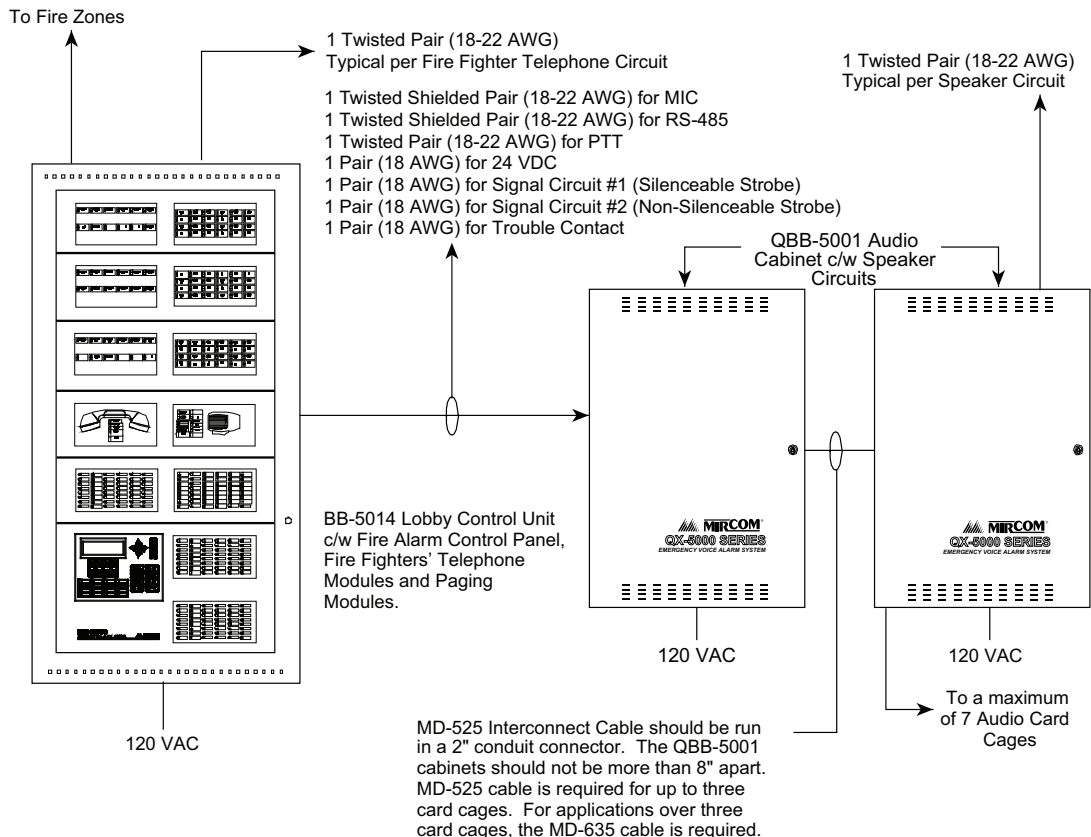 To Fire Zones
1 Twisted Pair (18-22 AWG)
Typical per Fire Fighter Telephone Circuit
1 Twisted Shielded Pair (18-22 AWG) for MIC
1 Twisted Shielded Pair (18-22 AWG) for RS-485
1 Twisted Pair (18-22 AWG) for PTT
1 Pair (18 AWG) for 24 VDC
1 Pair (18 AWG) for Signal Circuit #1 (Silenceable Strobe)
1 Pair (18 AWG) for Signal Circuit #2 (Non-Silenceable Strobe)
1 Pair (18 AWG) for Trouble Contact
1 Twisted Pair (18-22 AWG)
Typical per Speaker Circuit
QBB-5001 Audio
Cabinet c/w Speaker
Circuits
BB-5014 Lobby Control Unit
c/w Fire Alarm Control Panel,
Fire Fighters' Telephone
Modules and Paging
Modules.
MIRCOM®
QX-5000 SERIES
EMERGENCY VOICE ALARM SYSTEM
MIRCOM®
QX-5000 SERIES
EMERGENCY VOICE ALARM SYSTEM
120 VAC
120 VAC
120 VAC
To a maximum
of 7 Audio Card
Cages
MD-525 Interconnect Cable should be run
in a 2" conduit connector. The QBB-5001
cabinets should not be more than 8" apart.
MD-525 cable is required for up to three
card cages. For applications over three
card cages, the MD-635 cable is required.